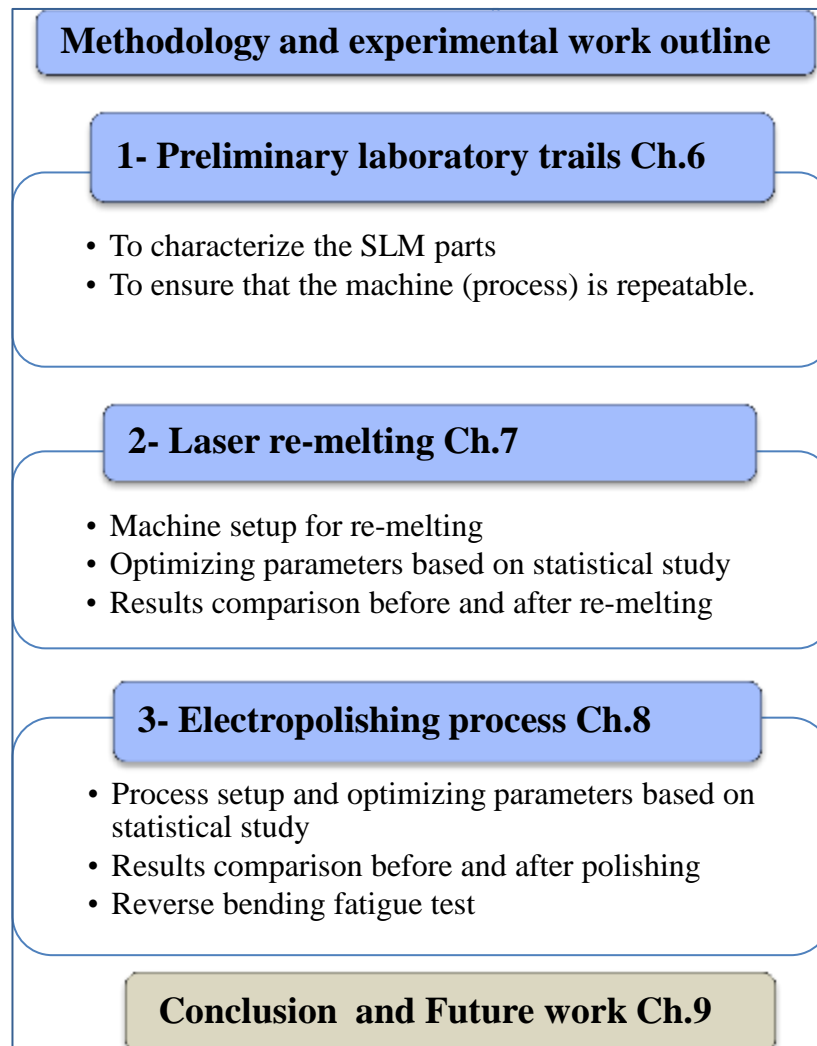 Methodology and experimental work outline
1- Preliminary laboratory trails Ch.6
• To characterize the SLM parts
• To ensure that the machine (process) is repeatable.
2- Laser re-melting Ch.7
• Machine setup for re-melting
• Optimizing parameters based on statistical study
• Results comparison before and after re-melting
3- Electropolishing process Ch.8
• Process setup and optimizing parameters based on
statistical study
• Results comparison before and after polishing
• Reverse bending fatigue test
Conclusion and Future work Ch.9